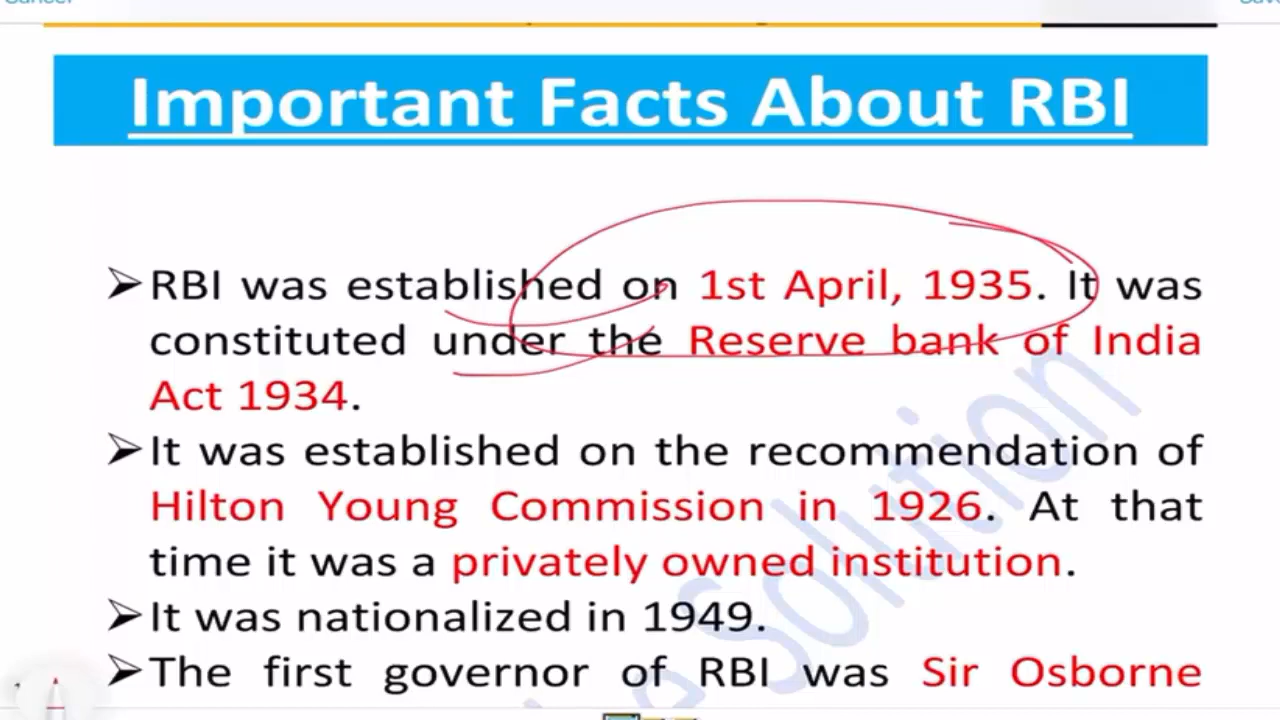 Important Facts About RBI
➢RBI was established on 1st April, 1935. It was
constituted under the Reserve bank of India
Act 1934.
➢It was established on the recommendation of
Hilton Young Commission in 1926. At that
time it was a privately owned institution.
➢It was nationalized in 1949.
➢The first governor of RBI was Sir Osborne
Solution